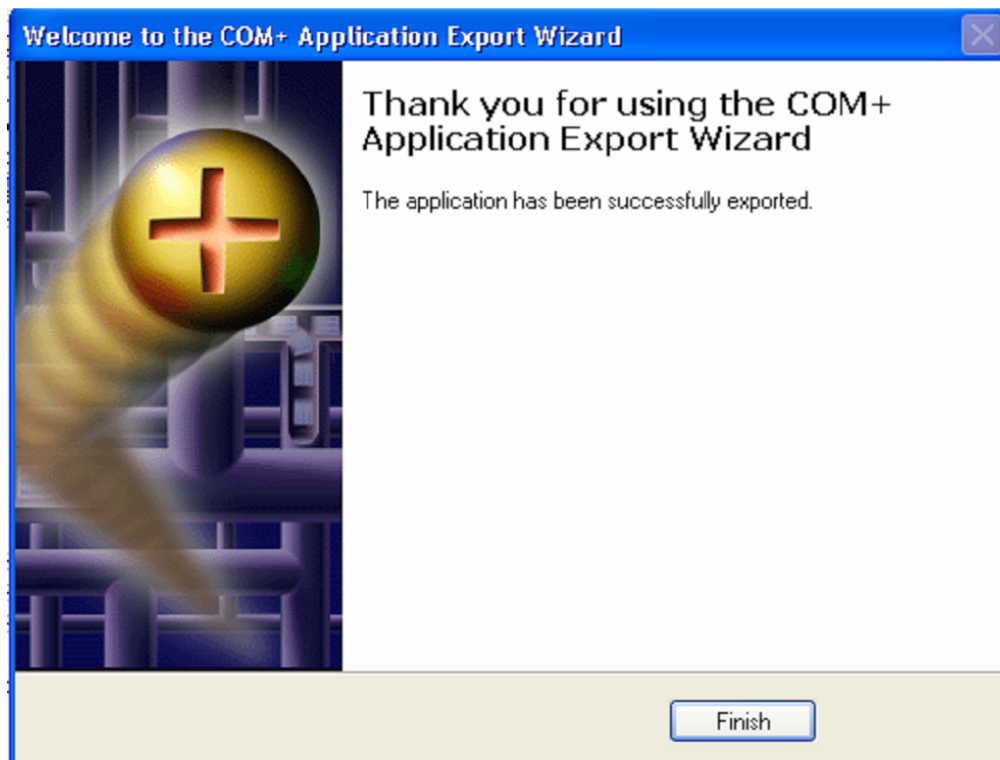 Welcome to the COM+ Application Export Wizard
Thank you for using the COM+
Application Export Wizard
The application has been successfully exported.
Finish